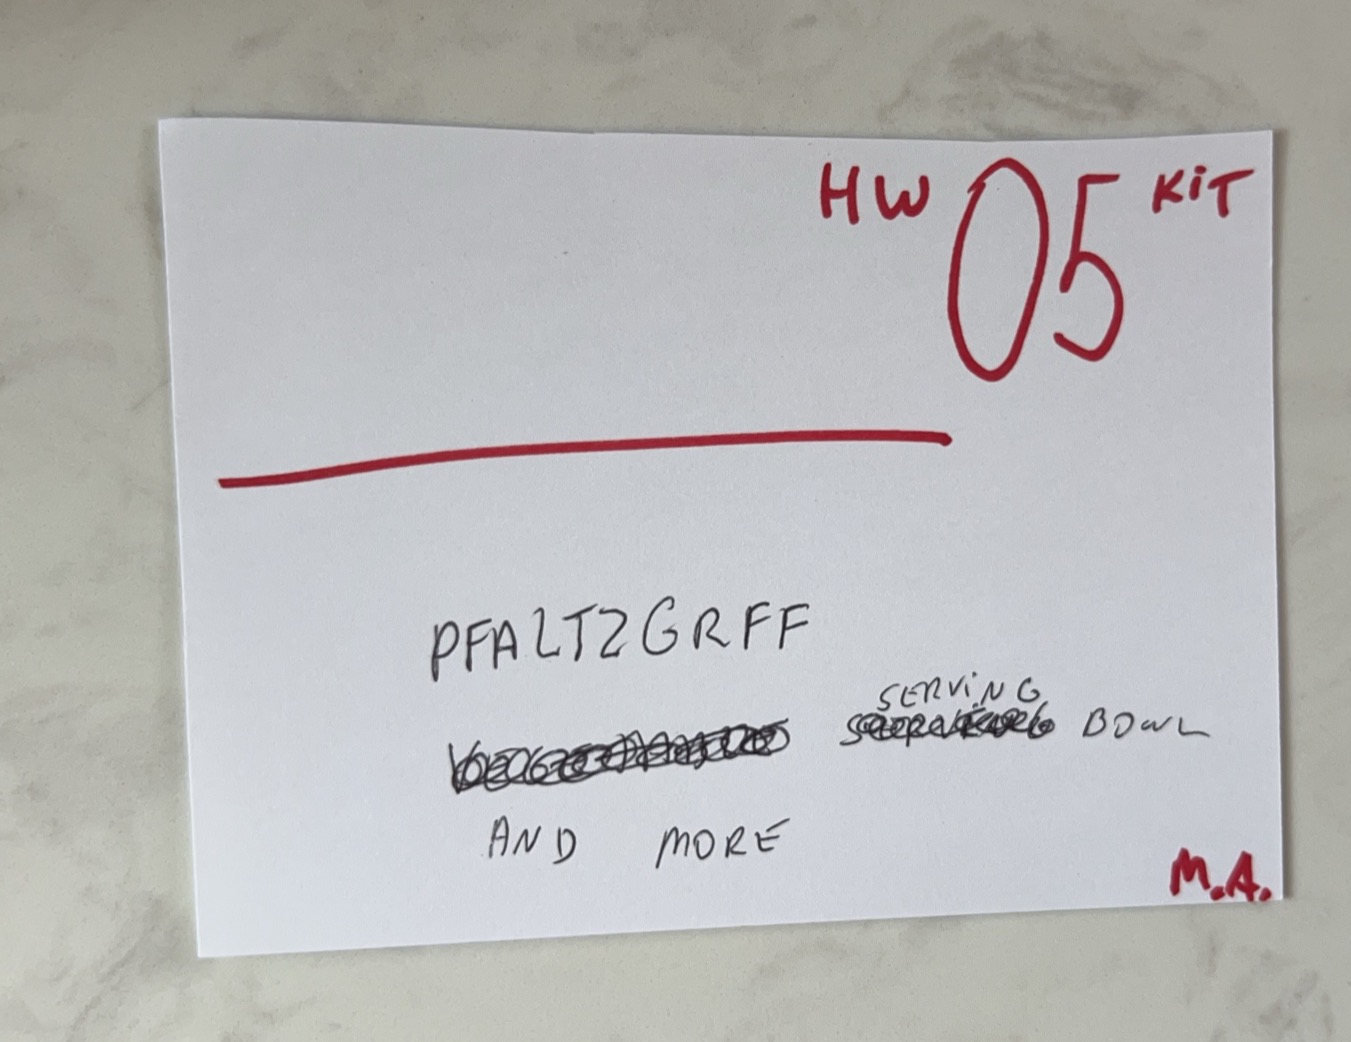 HW 05 KIT
PFALTZGRFF
SERVING
BOWL
AND MORE
M.A.